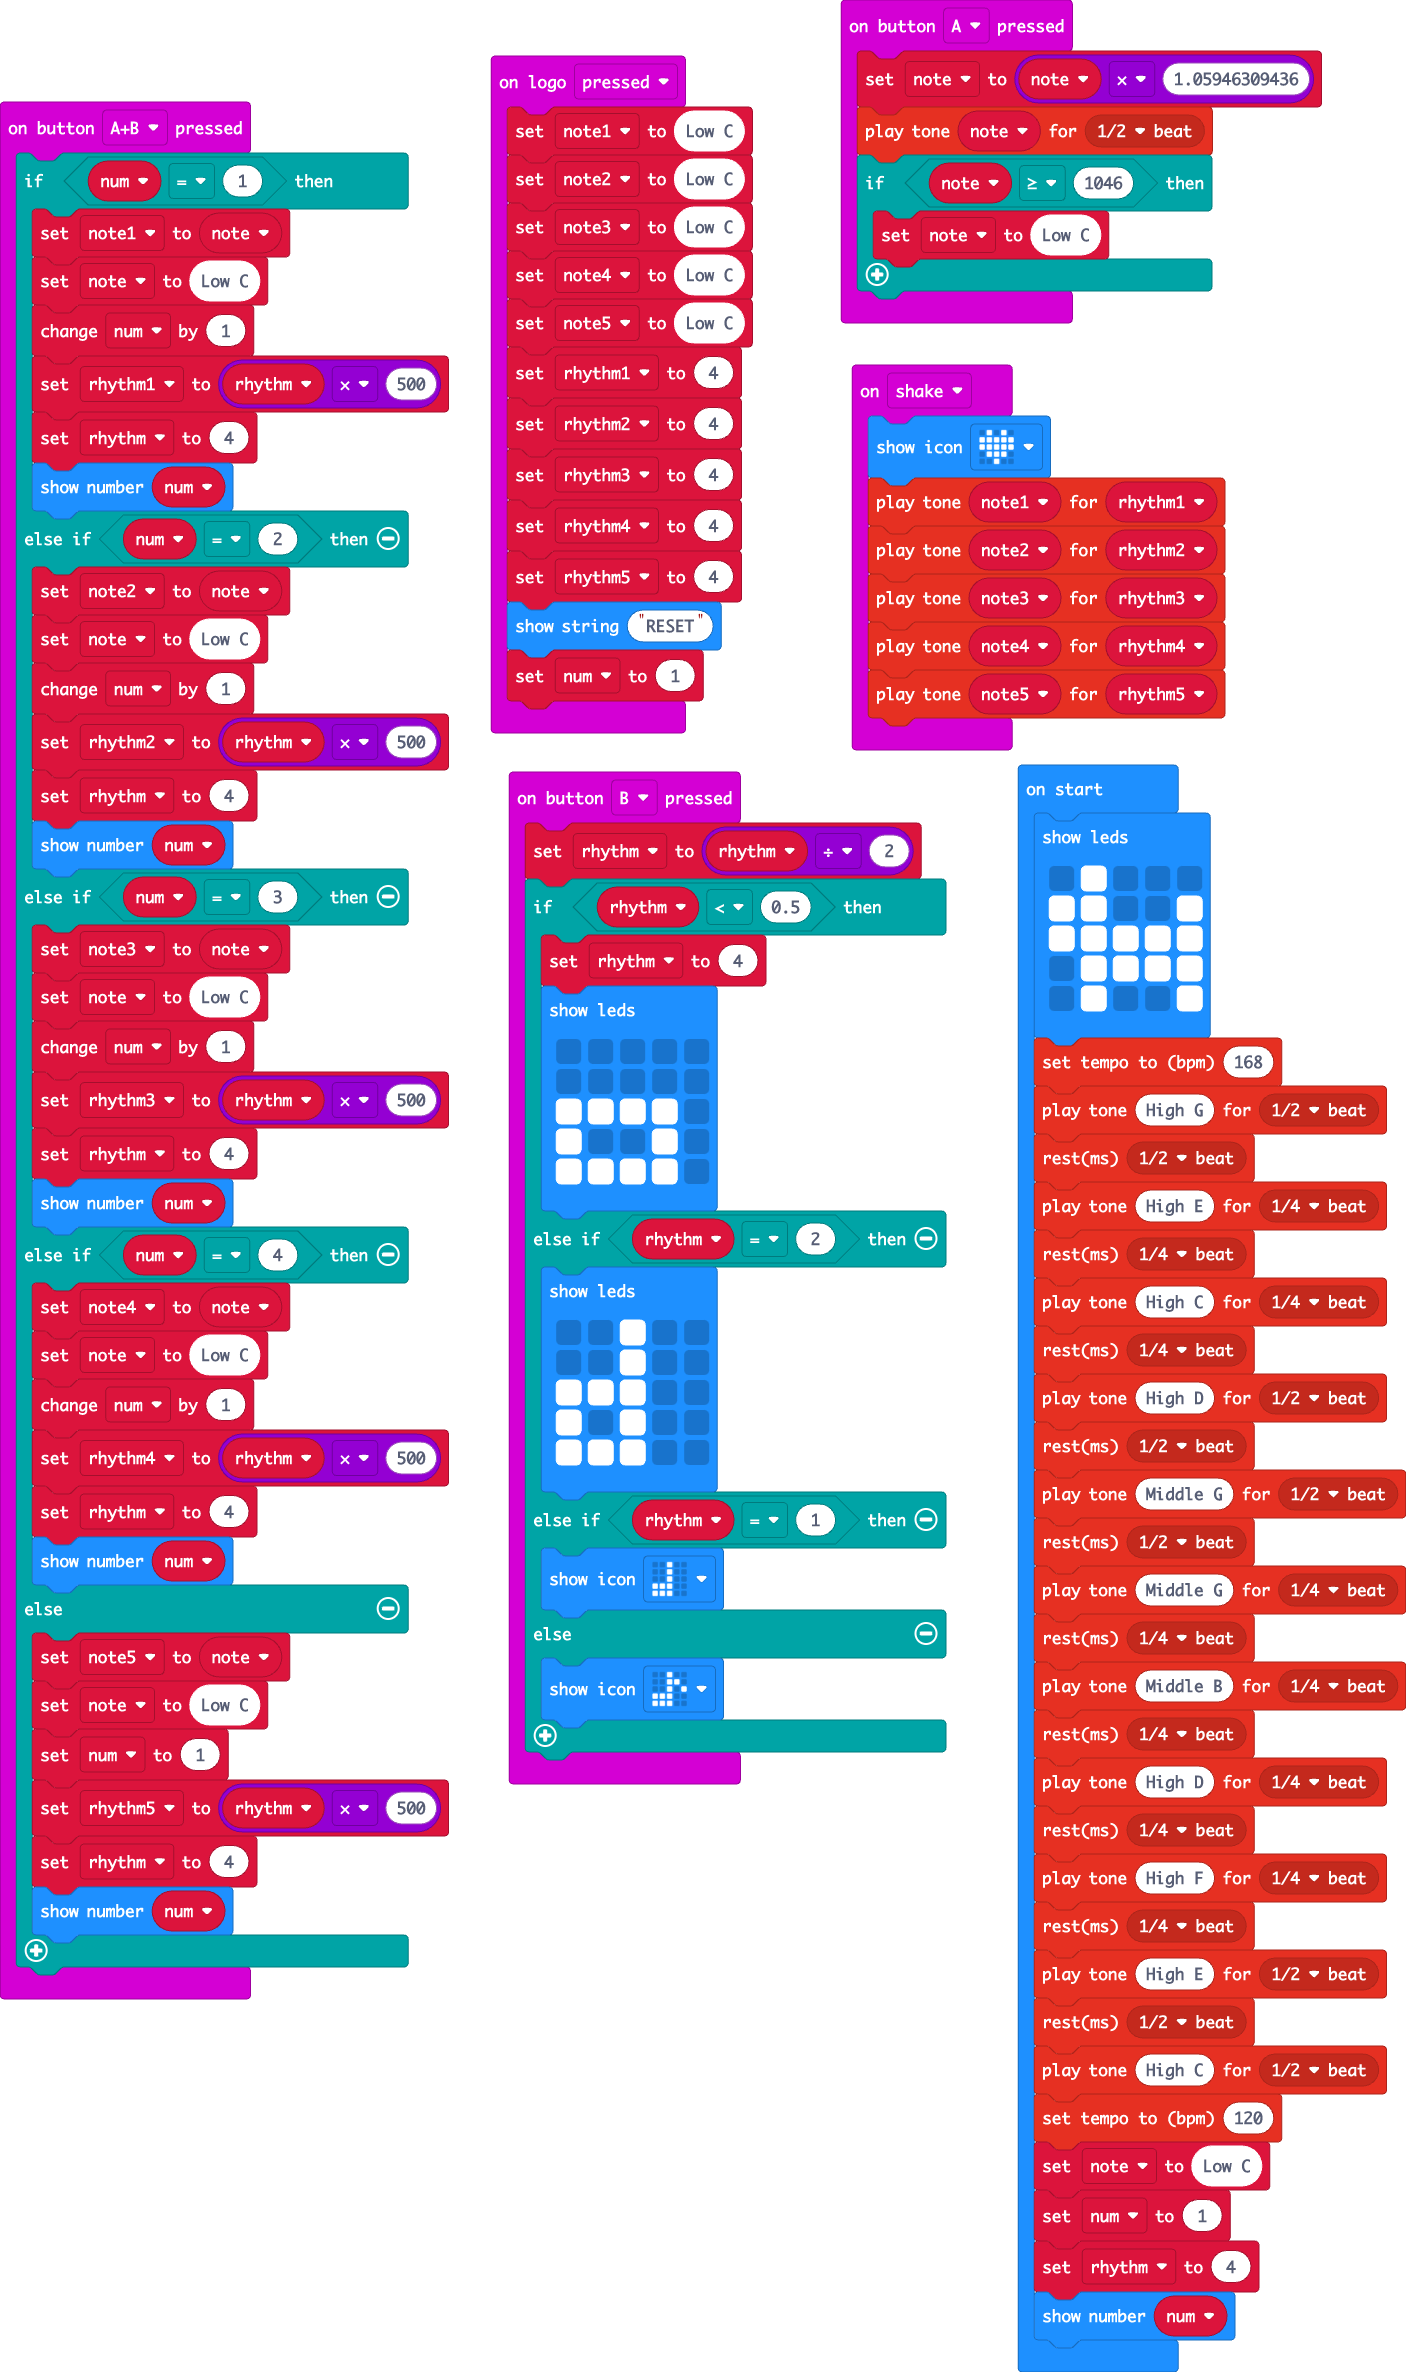 on button A+B pressed
if num = 1 then
set note1 to note
set note to Low C
change num by 1
set rhythm1 to rhythm × 500
set rhythm to 4
show number num
else if num = 2 then
set note2 to note
set note to Low C
change num by 1
set rhythm2 to rhythm × 500
set rhythm to 4
show number num
else if num = 3 then
set note3 to note
set note to Low C
change num by 1
set rhythm3 to rhythm × 500
set rhythm to 4
show number num
else if num = 4 then
set note4 to note
set note to Low C
change num by 1
set rhythm4 to rhythm × 500
set rhythm to 4
show number num
else
set note5 to note
set note to Low C
set num to 1
set rhythm5 to rhythm × 500
set rhythm to 4
show number num
on logo pressed
set note1 to Low C
set note2 to Low C
set note3 to Low C
set note4 to Low C
set note5 to Low C
set rhythm1 to 4
set rhythm2 to 4
set rhythm3 to 4
set rhythm4 to 4
set rhythm5 to 4
show string "RESET"
set num to 1
on button B pressed
set rhythm to rhythm ÷ 2
if rhythm < 0.5 then
set rhythm to 4
show leds
else if rhythm = 2 then
show leds
else if rhythm = 1 then
show icon
else
show icon
on button A pressed
set note to note × 1.05946309436
play tone note for 1/2 beat
if note ≥ 1046 then
set note to Low C
on shake
show icon
play tone note1 for rhythm1
play tone note2 for rhythm2
play tone note3 for rhythm3
play tone note4 for rhythm4
play tone note5 for rhythm5
on start
show leds
set tempo to (bpm) 168
play tone High G for 1/2 beat
rest(ms) 1/2 beat
play tone High E for 1/4 beat
rest(ms) 1/4 beat
play tone High C for 1/4 beat
rest(ms) 1/4 beat
play tone High D for 1/2 beat
rest(ms) 1/2 beat
play tone Middle G for 1/2 beat
rest(ms) 1/2 beat
play tone Middle G for 1/4 beat
rest(ms) 1/4 beat
play tone Middle B for 1/4 beat
rest(ms) 1/4 beat
play tone High D for 1/4 beat
rest(ms) 1/4 beat
play tone High F for 1/4 beat
rest(ms) 1/4 beat
play tone High E for 1/2 beat
rest(ms) 1/2 beat
play tone High C for 1/2 beat
set tempo to (bpm) 120
set note to Low C
set num to 1
set rhythm to 4
show number num